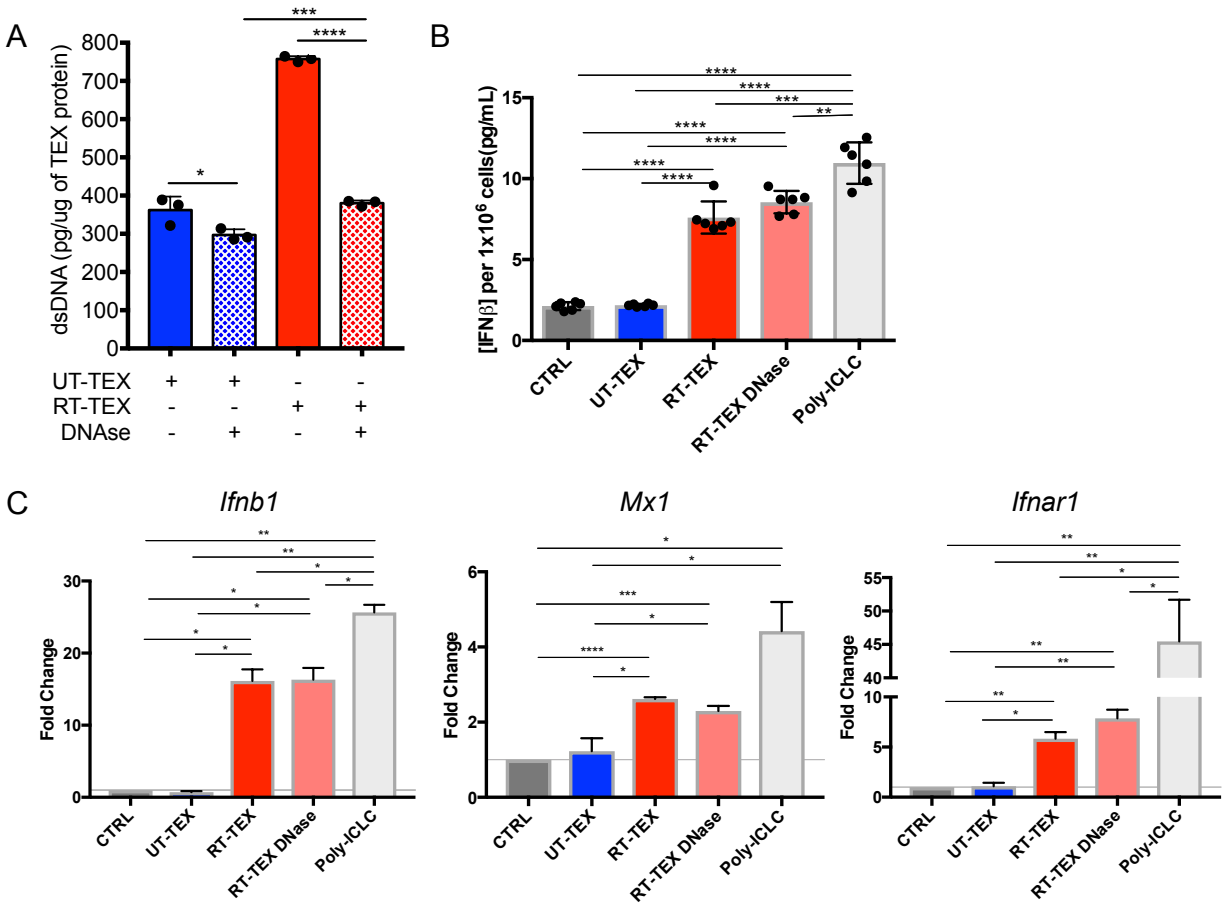 A
dsDNA (pg/ug of TEX protein)
800
700
600
500
400
300
200
100
0
***
****
*
UT-TEX + + - -
RT-TEX - - + +
DNAse - + - +
B
[IFNβ] per 1x10⁶ cells(pg/mL)
15
10
5
0
****
****
***
**
****
****
****
****
CTRL
UT-TEX
RT-TEX
RT-TEX DNase
Poly-ICLC
C
Ifnb1
Fold Change
30
20
10
0
**
**
*
*
*
*
*
*
CTRL
UT-TEX
RT-TEX
RT-TEX DNase
Poly-ICLC
Mx1
Fold Change
6
4
2
0
*
*
***
*
****
*
CTRL
UT-TEX
RT-TEX
RT-TEX DNase
Poly-ICLC
Ifnar1
Fold Change
55
50
45
40
10
5
0
**
**
*
*
**
**
**
*
CTRL
UT-TEX
RT-TEX
RT-TEX DNase
Poly-ICLC